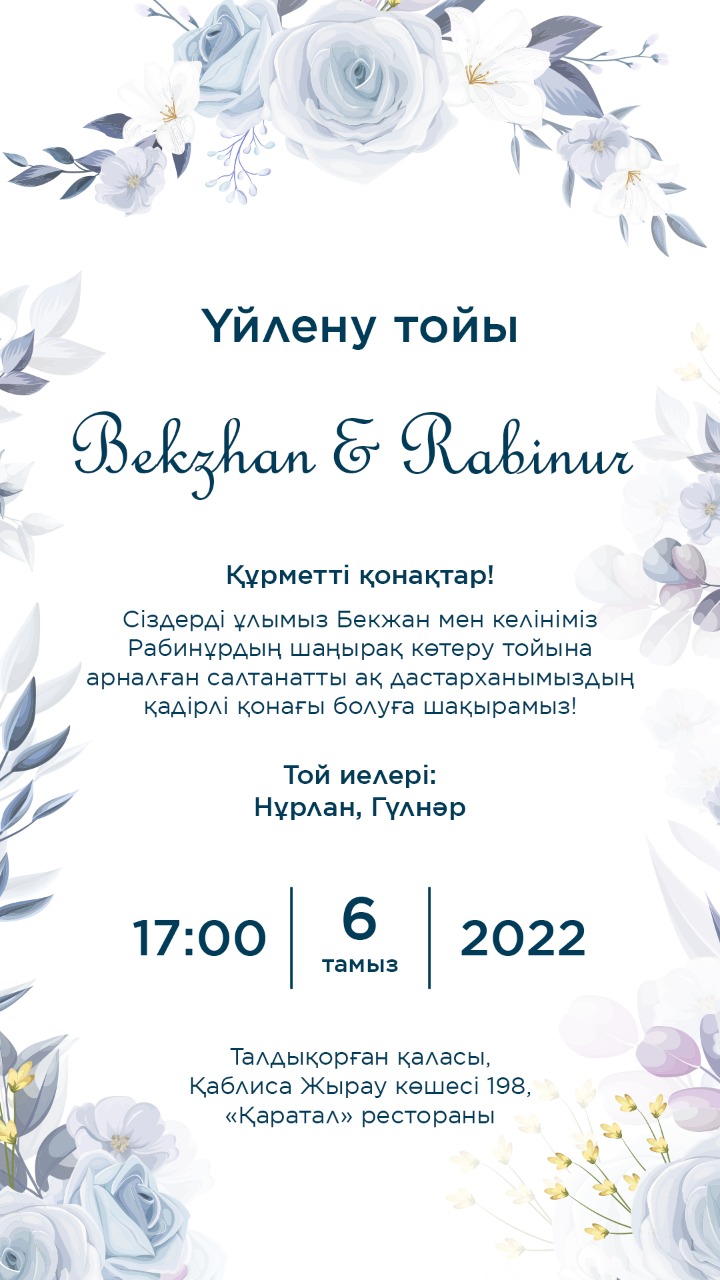 Үйлену тойы
Bekzhan & Rabinur
Құрметті қонақтар!
Сіздерді ұлымыз Бекжан мен келініміз
Рабинұрдың шаңырақ көтеру тойына
арналған салтанатты ақ дастарханымыздың
қадірлі қонағы болуға шақырамыз!
Той иелері:
Нұрлан, Гүлнәр
17:00
6
тамыз
2022
Талдықорған қаласы,
Қаблиса Жырау көшесі 198,
«Қаратал» рестораны